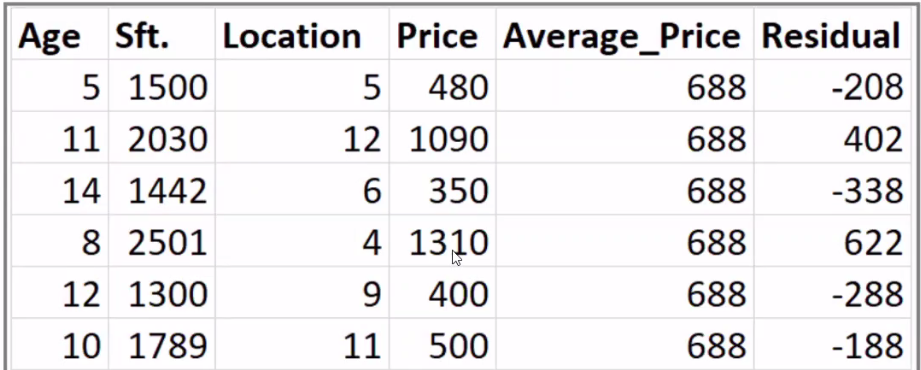 Age Sft. Location Price Average_Price Residual
5 1500 5 480 688 -208
11 2030 12 1090 688 402
14 1442 6 350 688 -338
8 2501 4 1310 688 622
12 1300 9 400 688 -288
10 1789 11 500 688 -188